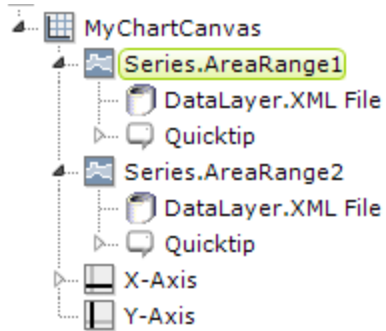 MyChartCanvas
Series.AreaRange1
DataLayer.XML File
Quicktip
Series.AreaRange2
DataLayer.XML File
Quicktip
X-Axis
Y-Axis